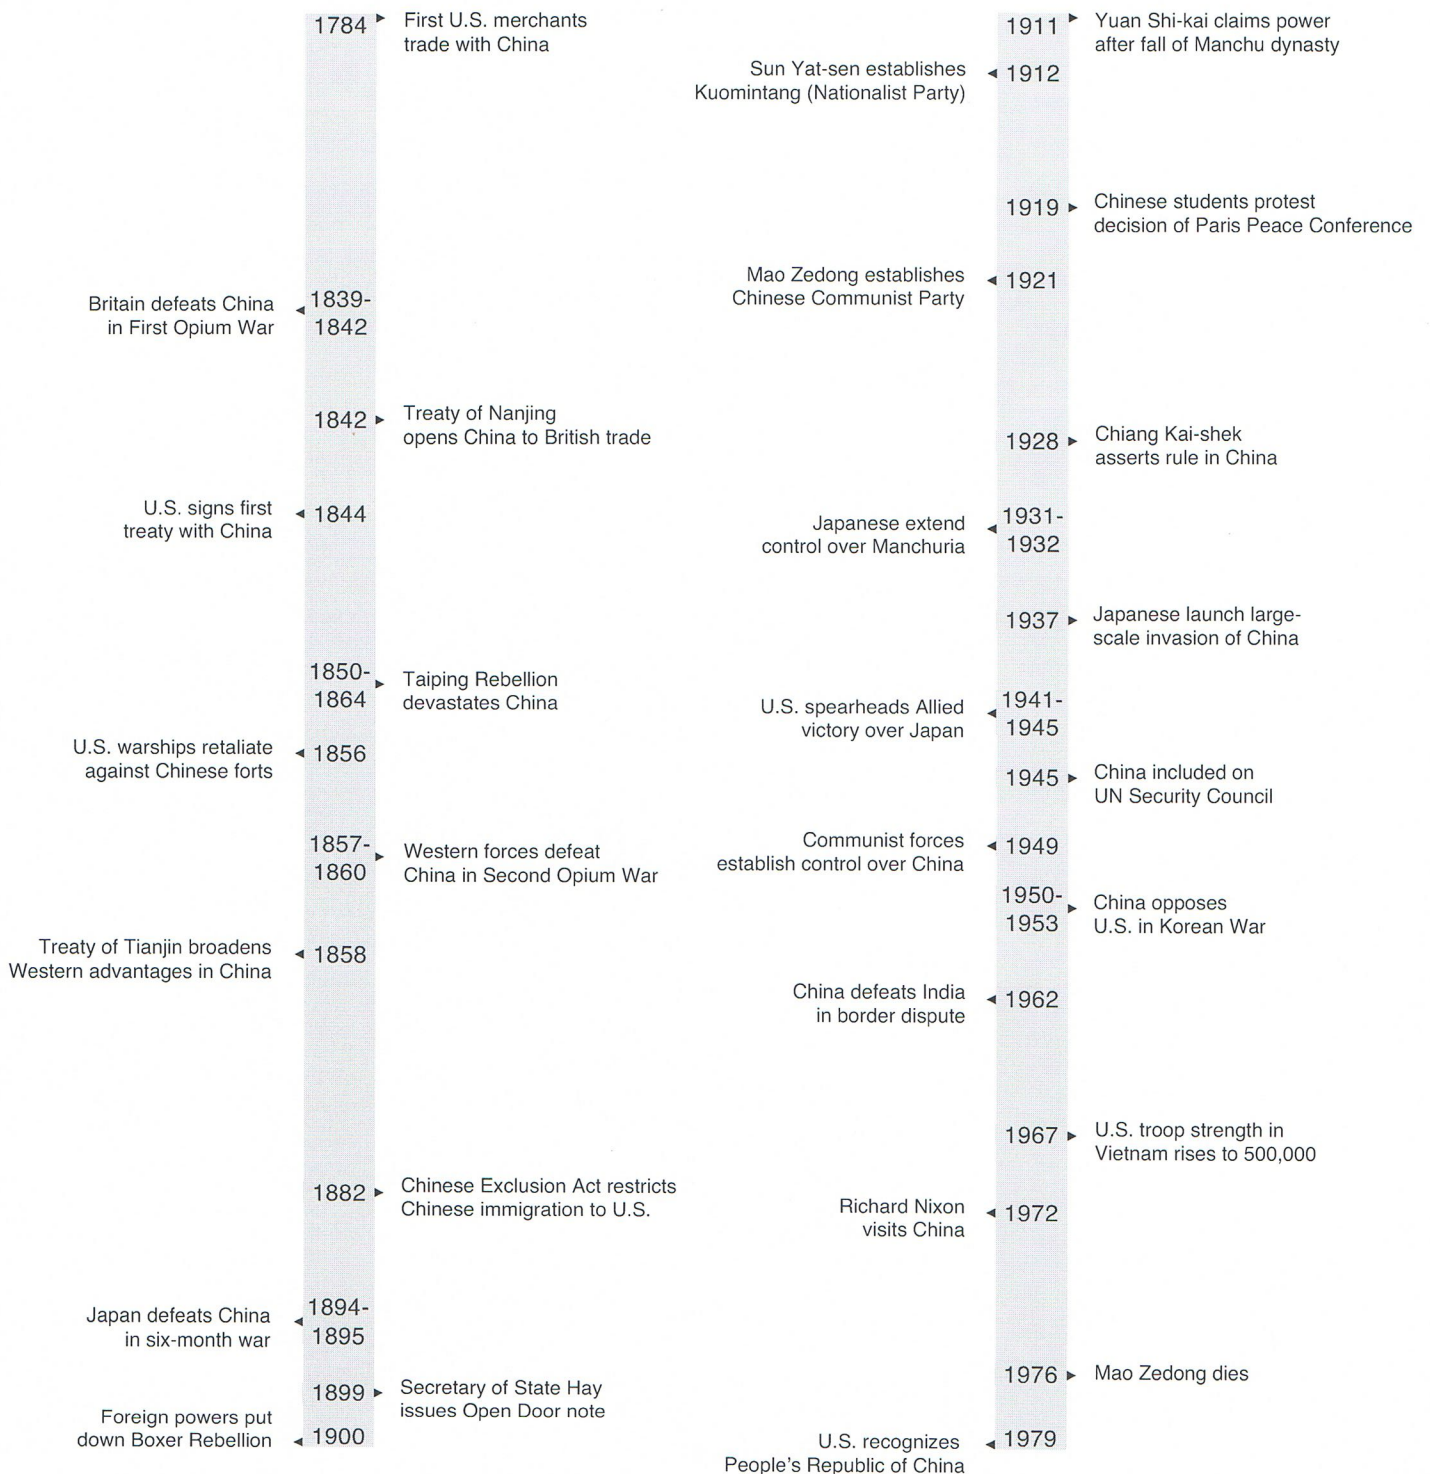 1784
First U.S. merchants
trade with China
Britain defeats China
in First Opium War
1839-
1842
1842
Treaty of Nanjing
opens China to British trade
U.S. signs first
treaty with China
1844
1850-
1864
Taiping Rebellion
devastates China
U.S. warships retaliate
against Chinese forts
1856
1857-
1860
Western forces defeat
China in Second Opium War
Treaty of Tianjin broadens
Western advantages in China
1858
1882
Chinese Exclusion Act restricts
Chinese immigration to U.S.
Japan defeats China
in six-month war
1894-
1895
1899
Secretary of State Hay
issues Open Door note
Foreign powers put
down Boxer Rebellion
1900
1911
Yuan Shi-kai claims power
after fall of Manchu dynasty
Sun Yat-sen establishes
Kuomintang (Nationalist Party)
1912
1919
Chinese students protest
decision of Paris Peace Conference
Mao Zedong establishes
Chinese Communist Party
1921
1928
Chiang Kai-shek
asserts rule in China
Japanese extend
control over Manchuria
1931-
1932
1937
Japanese launch large-
scale invasion of China
U.S. spearheads Allied
victory over Japan
1941-
1945
1945
China included on
UN Security Council
Communist forces
establish control over China
1949
1950-
1953
China opposes
U.S. in Korean War
China defeats India
in border dispute
1962
1967
U.S. troop strength in
Vietnam rises to 500,000
Richard Nixon
visits China
1972
1976
Mao Zedong dies
U.S. recognizes
People's Republic of China
1979